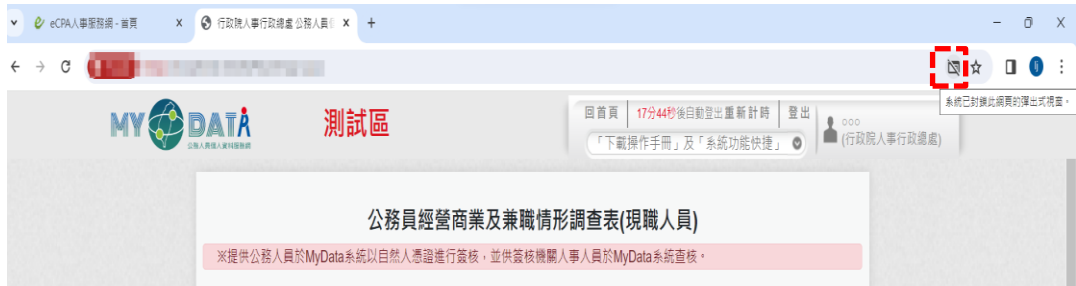 eCPA人事服務網 - 首頁
行政院人事行政總處 公務人員
系統已封鎖此網頁的彈出式視窗。
MYDATA
公務人員個人資料服務網
測試區
回首頁 17分44秒後自動登出重新計時 登出
「下載操作手冊」及「系統功能快捷」
○○○
(行政院人事行政總處)
公務員經營商業及兼職情形調查表(現職人員)
※提供公務人員於MyData系統以自然人憑證進行簽核，並供簽核機關人事人員於MyData系統查核。